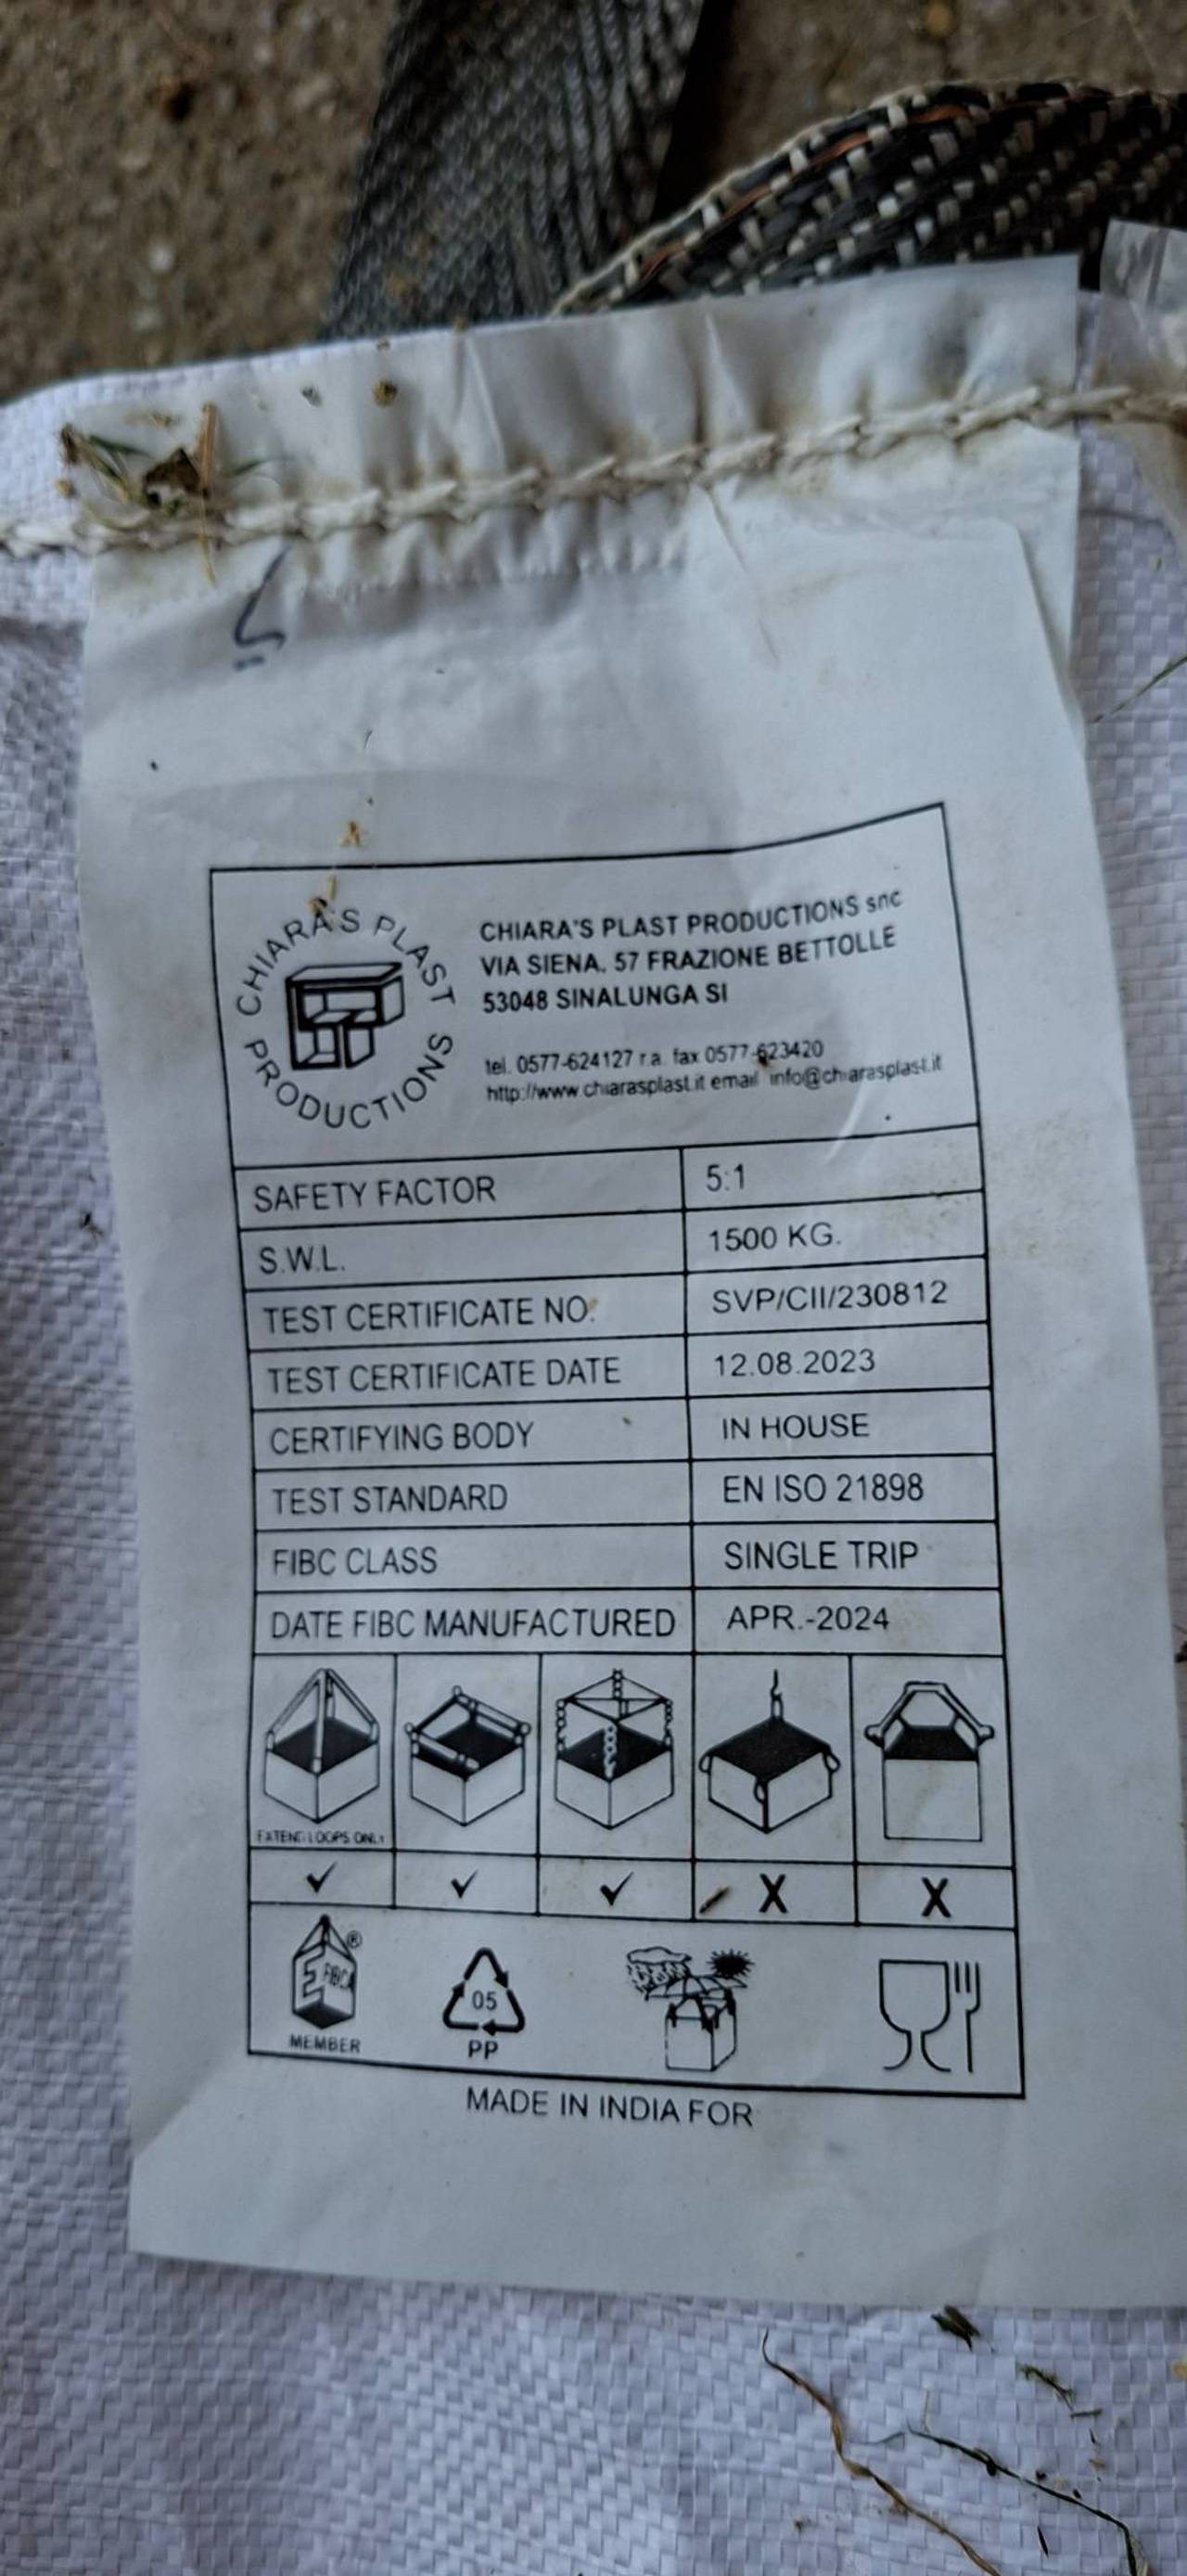 CHIARA'S PLAST PRODUCTIONS
CHIARA'S PLAST PRODUCTIONS snc
VIA SIENA, 57 FRAZIONE BETTOLLE
53048 SINALUNGA SI
tel. 0577-624127 r.a. fax 0577-623420
http://www.chiarasplast.it email info@chiarasplast.it
SAFETY FACTOR 5:1
S.W.L. 1500 KG.
TEST CERTIFICATE NO. SVP/CII/230812
TEST CERTIFICATE DATE 12.08.2023
CERTIFYING BODY IN HOUSE
TEST STANDARD EN ISO 21898
FIBC CLASS SINGLE TRIP
DATE FIBC MANUFACTURED APR.-2024
EXTEND LOOPS ONLY
✓ ✓ ✓ X X
E FIBCA ®
MEMBER
05
PP
MADE IN INDIA FOR